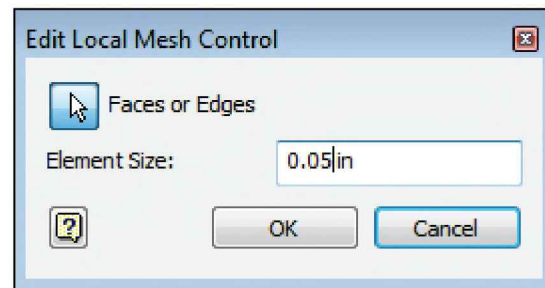 Edit Local Mesh Control
Faces or Edges
Element Size: 0.05 in
OK Cancel